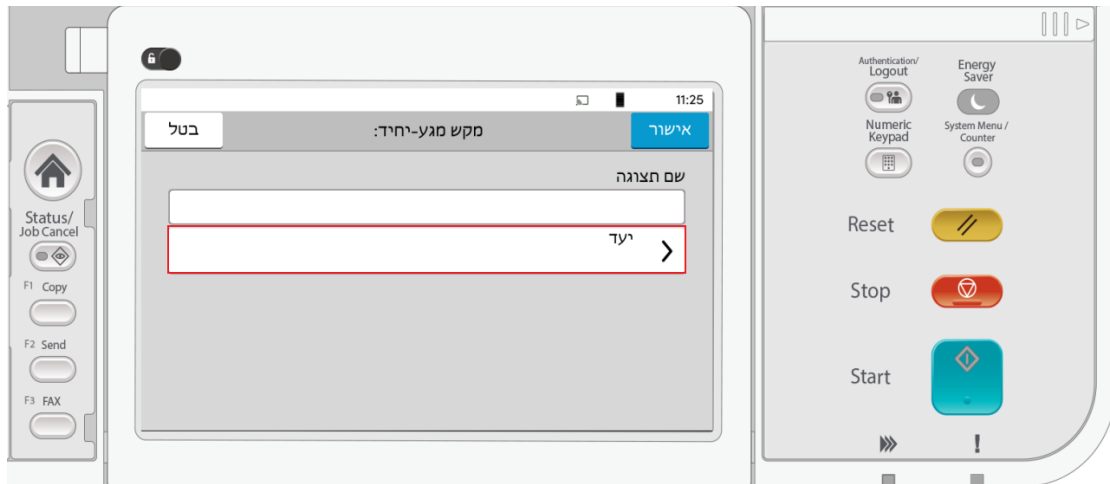 11:25
אישור
מקש מגע-יחיד:
בטל
שם תצוגה
יעד
Status/
Job Cancel
F1 Copy
F2 Send
F3 FAX
Authentication/
Logout
Energy
Saver
Numeric
Keypad
System Menu /
Counter
Reset
Stop
Start